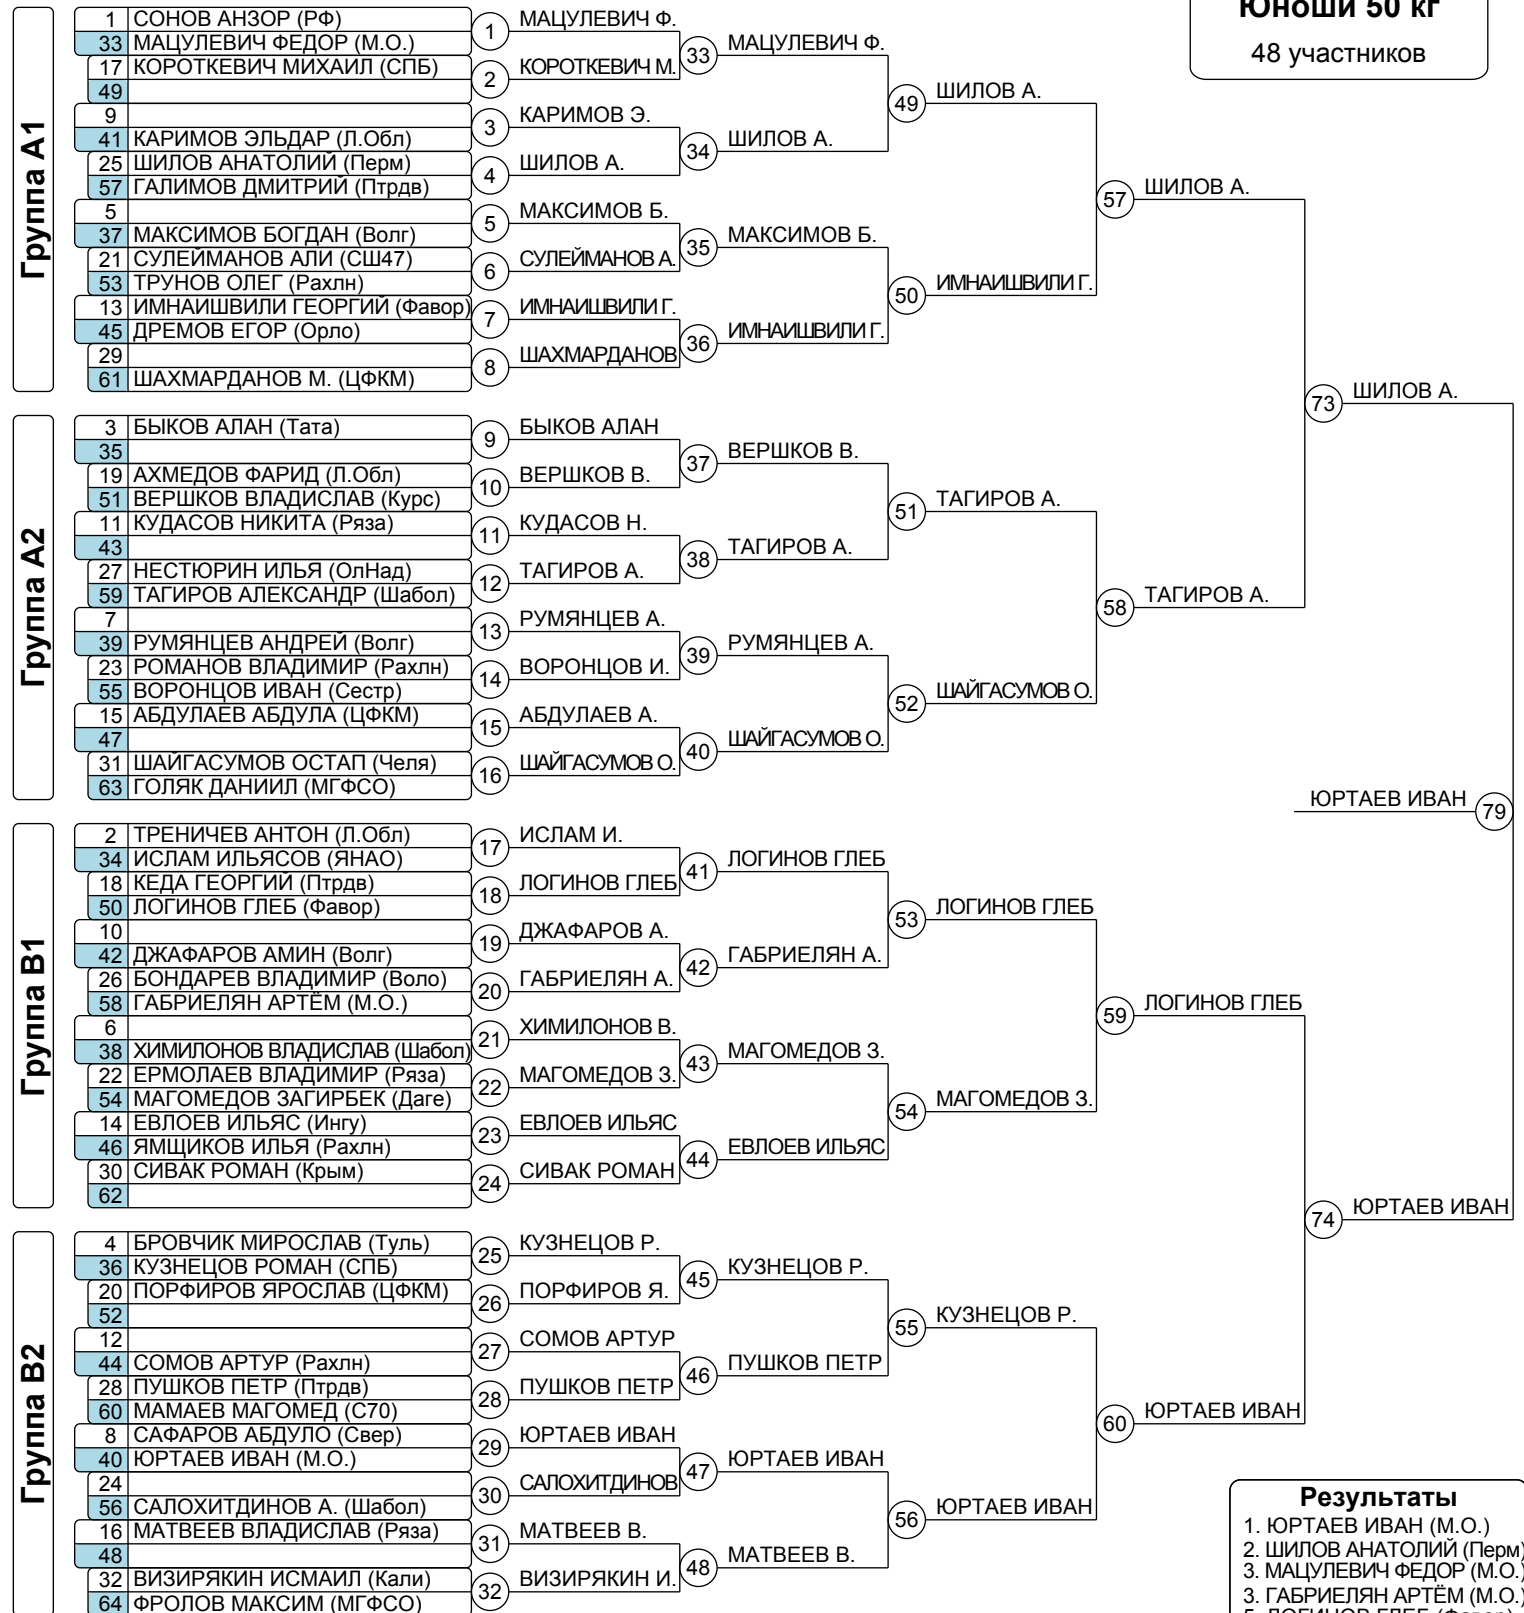 Юноши 50 кг
48 участников
Группа A1
1 СОНОВ АНЗОР (РФ)
33 МАЦУЛЕВИЧ ФЕДОР (М.О.)
17 КОРОТКЕВИЧ МИХАИЛ (СПБ)
49
9
41 КАРИМОВ ЭЛЬДАР (Л.Обл)
25 ШИЛОВ АНАТОЛИЙ (Перм)
57 ГАЛИМОВ ДМИТРИЙ (Птрдв)
5
37 МАКСИМОВ БОГДАН (Волг)
21 СУЛЕЙМАНОВ АЛИ (СШ47)
53 ТРУНОВ ОЛЕГ (Рахлн)
13 ИМНАИШВИЛИ ГЕОРГИЙ (Фавор)
45 ДРЕМОВ ЕГОР (Орло)
29
61 ШАХМАРДАНОВ М. (ЦФКМ)
Группа A2
3 БЫКОВ АЛАН (Тата)
35
19 АХМЕДОВ ФАРИД (Л.Обл)
51 ВЕРШКОВ ВЛАДИСЛАВ (Курс)
11 КУДАСОВ НИКИТА (Ряза)
43
27 НЕСТЮРИН ИЛЬЯ (ОлНад)
59 ТАГИРОВ АЛЕКСАНДР (Шабол)
7
39 РУМЯНЦЕВ АНДРЕЙ (Волг)
23 РОМАНОВ ВЛАДИМИР (Рахлн)
55 ВОРОНЦОВ ИВАН (Сестр)
15 АБДУЛАЕВ АБДУЛА (ЦФКМ)
47
31 ШАЙГАСУМОВ ОСТАП (Челя)
63 ГОЛЯК ДАНИИЛ (МГФСО)
Группа B1
2 ТРЕНИЧЕВ АНТОН (Л.Обл)
34 ИСЛАМ ИЛЬЯСОВ (ЯНАО)
18 КЕДА ГЕОРГИЙ (Птрдв)
50 ЛОГИНОВ ГЛЕБ (Фавор)
10
42 ДЖАФАРОВ АМИН (Волг)
26 БОНДАРЕВ ВЛАДИМИР (Воло)
58 ГАБРИЕЛЯН АРТЁМ (М.О.)
6
38 ХИМИЛОНОВ ВЛАДИСЛАВ (Шабол)
22 ЕРМОЛАЕВ ВЛАДИМИР (Ряза)
54 МАГОМЕДОВ ЗАГИРБЕК (Даге)
14 ЕВЛОЕВ ИЛЬЯС (Ингу)
46 ЯМЩИКОВ ИЛЬЯ (Рахлн)
30 СИВАК РОМАН (Крым)
62
Группа B2
4 БРОВЧИК МИРОСЛАВ (Туль)
36 КУЗНЕЦОВ РОМАН (СПБ)
20 ПОРФИРОВ ЯРОСЛАВ (ЦФКМ)
52
12
44 СОМОВ АРТУР (Рахлн)
28 ПУШКОВ ПЕТР (Птрдв)
60 МАМАЕВ МАГОМЕД (С70)
8 САФАРОВ АБДУЛО (Свер)
40 ЮРТАЕВ ИВАН (М.О.)
24
56 САЛОХИТДИНОВ А. (Шабол)
16 МАТВЕЕВ ВЛАДИСЛАВ (Ряза)
48
32 ВИЗИРЯКИН ИСМАИЛ (Кали)
64 ФРОЛОВ МАКСИМ (МГФСО)
1 МАЦУЛЕВИЧ Ф.
2 КОРОТКЕВИЧ М.
3 КАРИМОВ Э.
4 ШИЛОВ А.
5 МАКСИМОВ Б.
6 СУЛЕЙМАНОВ А.
7 ИМНАИШВИЛИ Г.
8 ШАХМАРДАНОВ
9 БЫКОВ АЛАН
10 ВЕРШКОВ В.
11 КУДАСОВ Н.
12 ТАГИРОВ А.
13 РУМЯНЦЕВ А.
14 ВОРОНЦОВ И.
15 АБДУЛАЕВ А.
16 ШАЙГАСУМОВ О.
17 ИСЛАМ И.
18 ЛОГИНОВ ГЛЕБ
19 ДЖАФАРОВ А.
20 ГАБРИЕЛЯН А.
21 ХИМИЛОНОВ В.
22 МАГОМЕДОВ З.
23 ЕВЛОЕВ ИЛЬЯС
24 СИВАК РОМАН
25 КУЗНЕЦОВ Р.
26 ПОРФИРОВ Я.
27 СОМОВ АРТУР
28 ПУШКОВ ПЕТР
29 ЮРТАЕВ ИВАН
30 САЛОХИТДИНОВ
31 МАТВЕЕВ В.
32 ВИЗИРЯКИН И.
33 МАЦУЛЕВИЧ Ф.
34 ШИЛОВ А.
35 МАКСИМОВ Б.
36 ИМНАИШВИЛИ Г.
37 ВЕРШКОВ В.
38 ТАГИРОВ А.
39 РУМЯНЦЕВ А.
40 ШАЙГАСУМОВ О.
41 ЛОГИНОВ ГЛЕБ
42 ГАБРИЕЛЯН А.
43 МАГОМЕДОВ З.
44 ЕВЛОЕВ ИЛЬЯС
45 КУЗНЕЦОВ Р.
46 ПУШКОВ ПЕТР
47 ЮРТАЕВ ИВАН
48 МАТВЕЕВ В.
49 ШИЛОВ А.
50 ИМНАИШВИЛИ Г.
51 ТАГИРОВ А.
52 ШАЙГАСУМОВ О.
53 ЛОГИНОВ ГЛЕБ
54 МАГОМЕДОВ З.
55 КУЗНЕЦОВ Р.
56 ЮРТАЕВ ИВАН
57 ШИЛОВ А.
58 ТАГИРОВ А.
59 ЛОГИНОВ ГЛЕБ
60 ЮРТАЕВ ИВАН
73 ШИЛОВ А.
74 ЮРТАЕВ ИВАН
ЮРТАЕВ ИВАН 79
Результаты
1. ЮРТАЕВ ИВАН (М.О.)
2. ШИЛОВ АНАТОЛИЙ (Перм)
3. МАЦУЛЕВИЧ ФЕДОР (М.О.)
3. ГАБРИЕЛЯН АРТЁМ (М.О.)